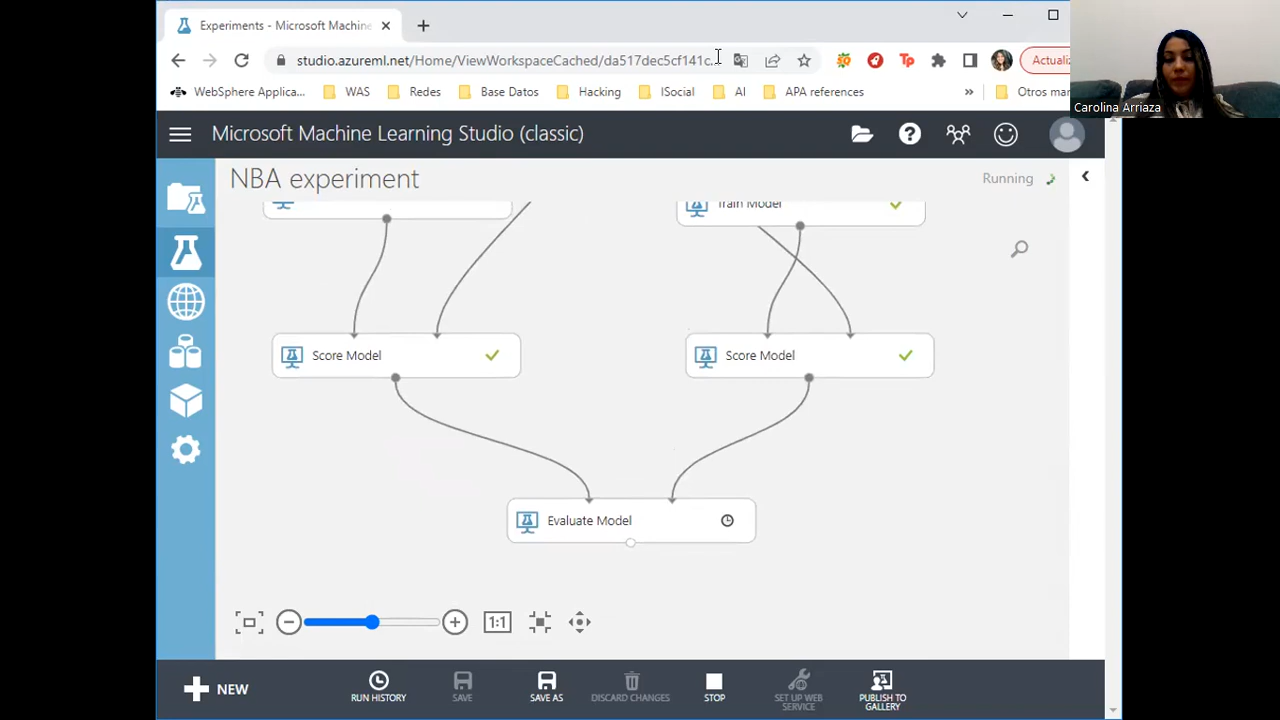 Experiments - Microsoft Machine
studio.azureml.net/Home/ViewWorkspaceCached/da517dec5cf141c...
Tp
Actualiz
Carolina Arriaza
WebSphere Applica...
WAS
Redes
Base Datos
Hacking
ISocial
AI
APA references
»
Otros mar
Microsoft Machine Learning Studio (classic)
NBA experiment
Running
Train Model
Score Model
Score Model
Evaluate Model
1:1
NEW
RUN HISTORY
SAVE
SAVE AS
DISCARD CHANGES
STOP
SET UP WEB
SERVICE
PUBLISH TO
GALLERY